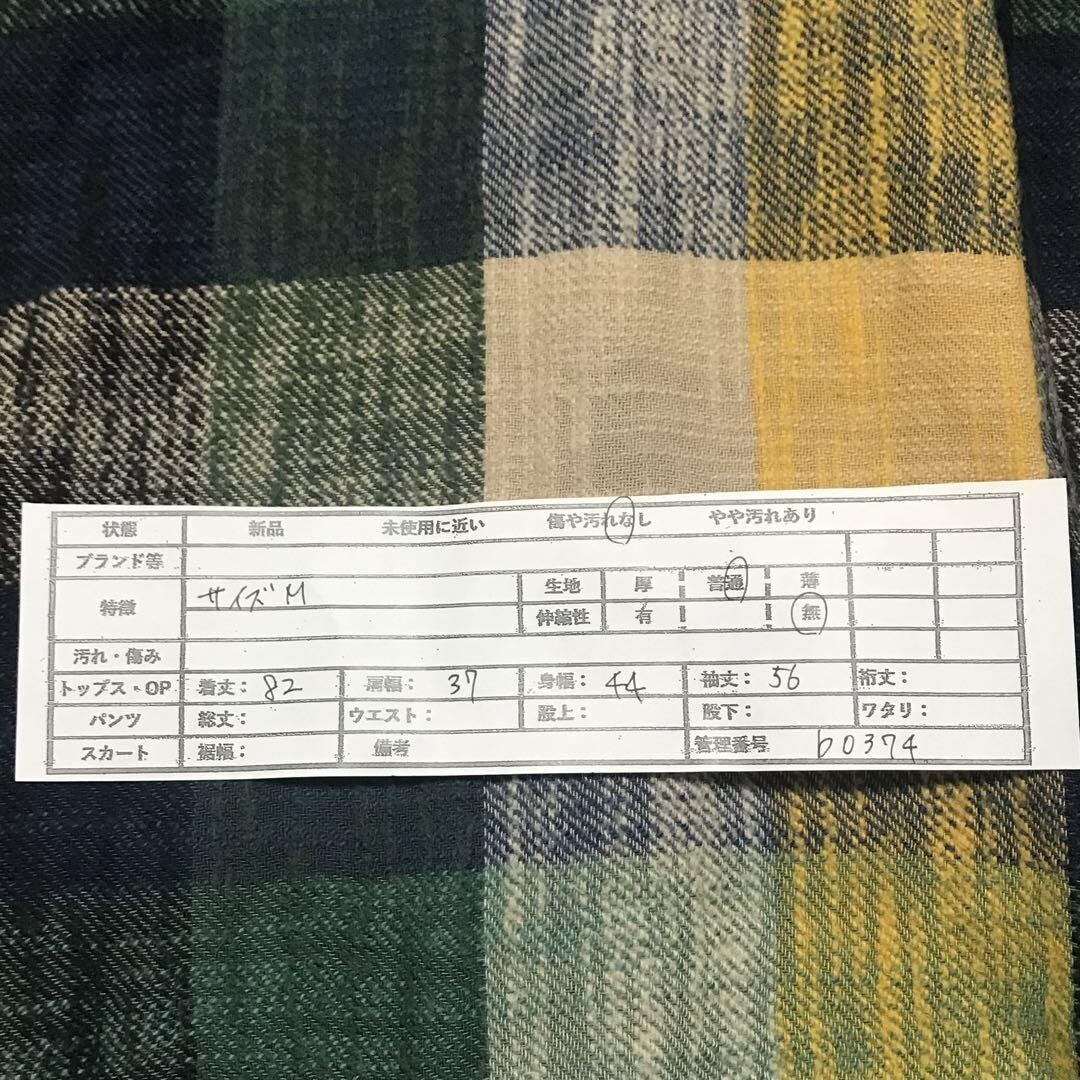 状態 新品 未使用に近い 傷や汚れなし やや汚れあり
ブランド等
特徴 サイズM 生地 厚 普通 薄
伸縮性 有 無
汚れ・傷み
トップス・OP 着丈: 82 肩幅: 37 身幅: 44 袖丈: 56 裄丈:
パンツ 総丈: ウエスト: 股上: 股下: ワタリ:
スカート 裾幅: 備考 管理番号 b0374